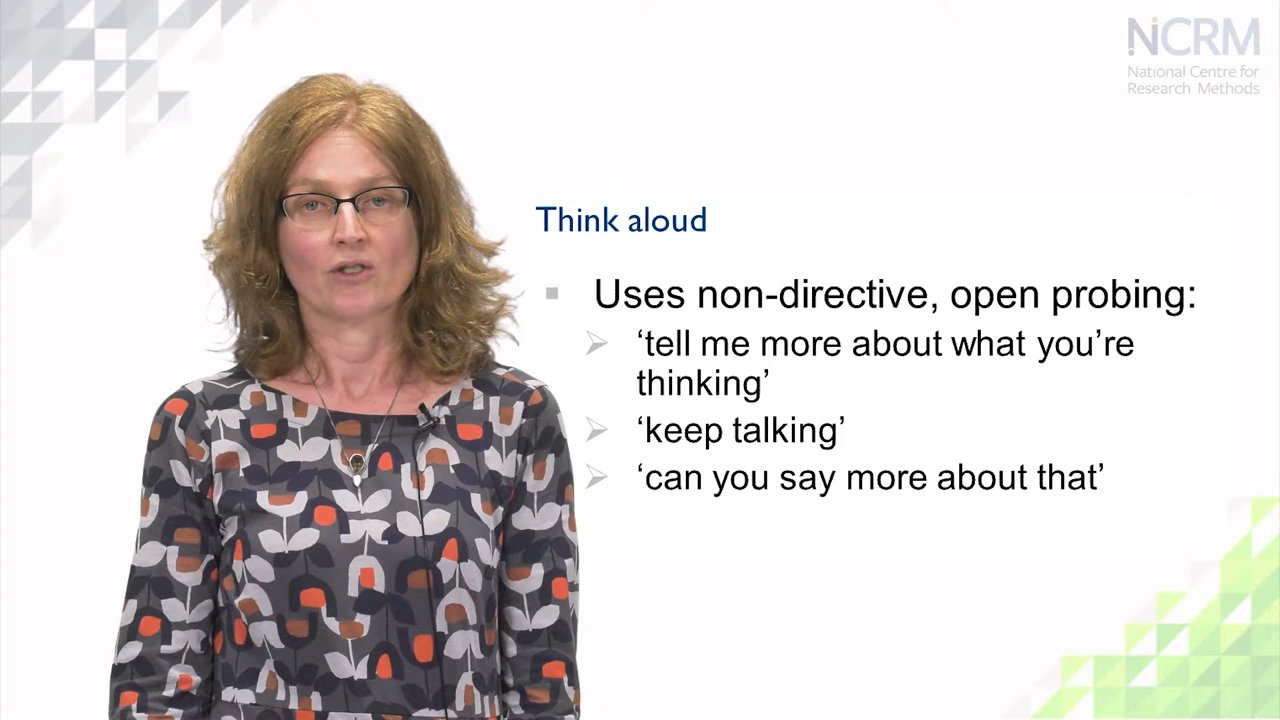 NCRM
National Centre for
Research Methods
Think aloud
Uses non-directive, open probing:
‘tell me more about what you’re
thinking’
‘keep talking’
‘can you say more about that’